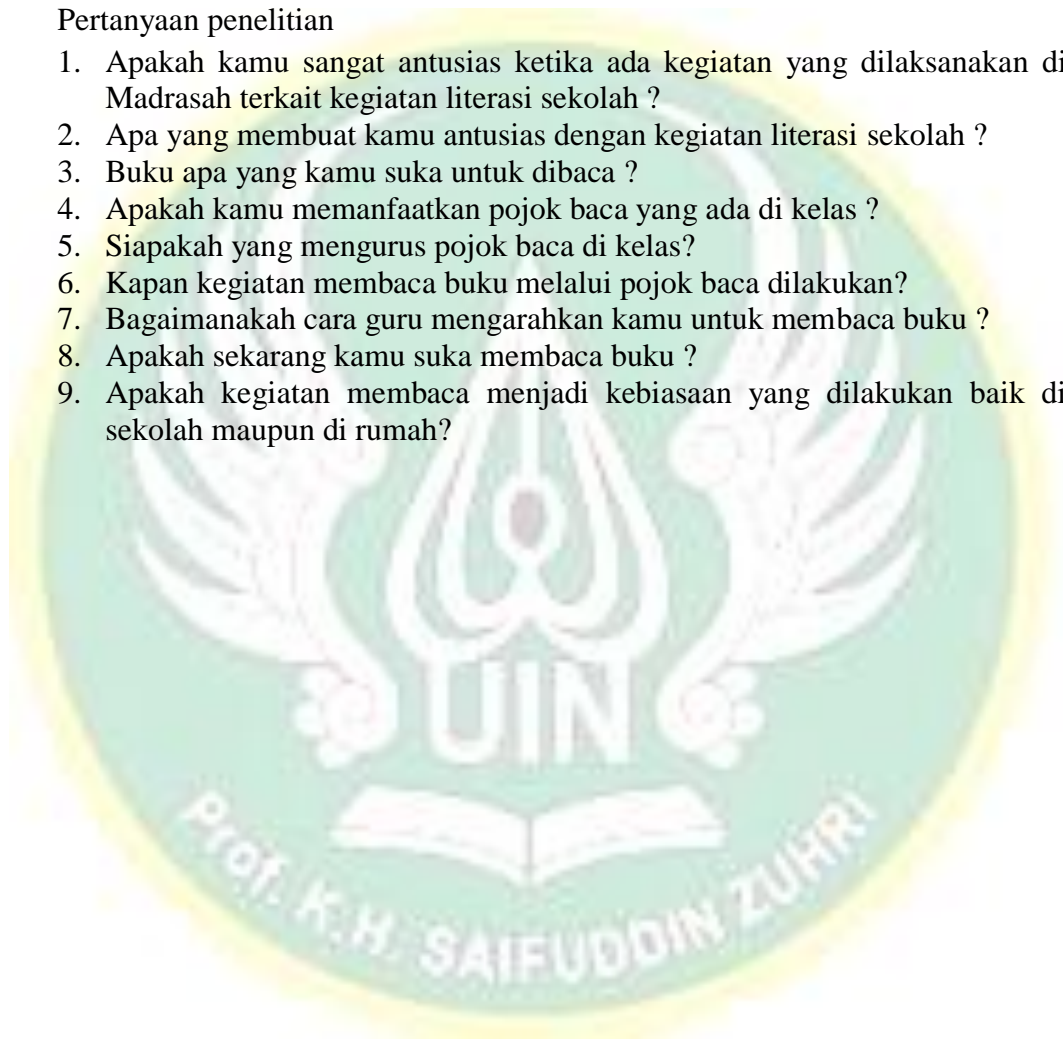 Pertanyaan penelitian
1. Apakah kamu sangat antusias ketika ada kegiatan yang dilaksanakan di
Madrasah terkait kegiatan literasi sekolah ?
2. Apa yang membuat kamu antusias dengan kegiatan literasi sekolah ?
3. Buku apa yang kamu suka untuk dibaca ?
4. Apakah kamu memanfaatkan pojok baca yang ada di kelas ?
5. Siapakah yang mengurus pojok baca di kelas?
6. Kapan kegiatan membaca buku melalui pojok baca dilakukan?
7. Bagaimanakah cara guru mengarahkan kamu untuk membaca buku ?
8. Apakah sekarang kamu suka membaca buku ?
9. Apakah kegiatan membaca menjadi kebiasaan yang dilakukan baik di
sekolah maupun di rumah?
UIN
Prof. K.H. SAIFUDDIN ZUHRI